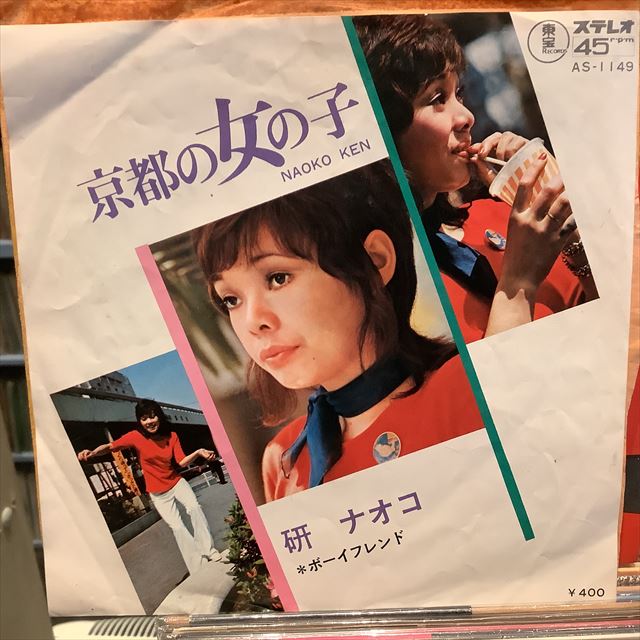 東宝
RECORDS
ステレオ
45rpm
AS-1149
京都の女の子
NAOKO KEN
研 ナオコ
*ボーイフレンド
¥400